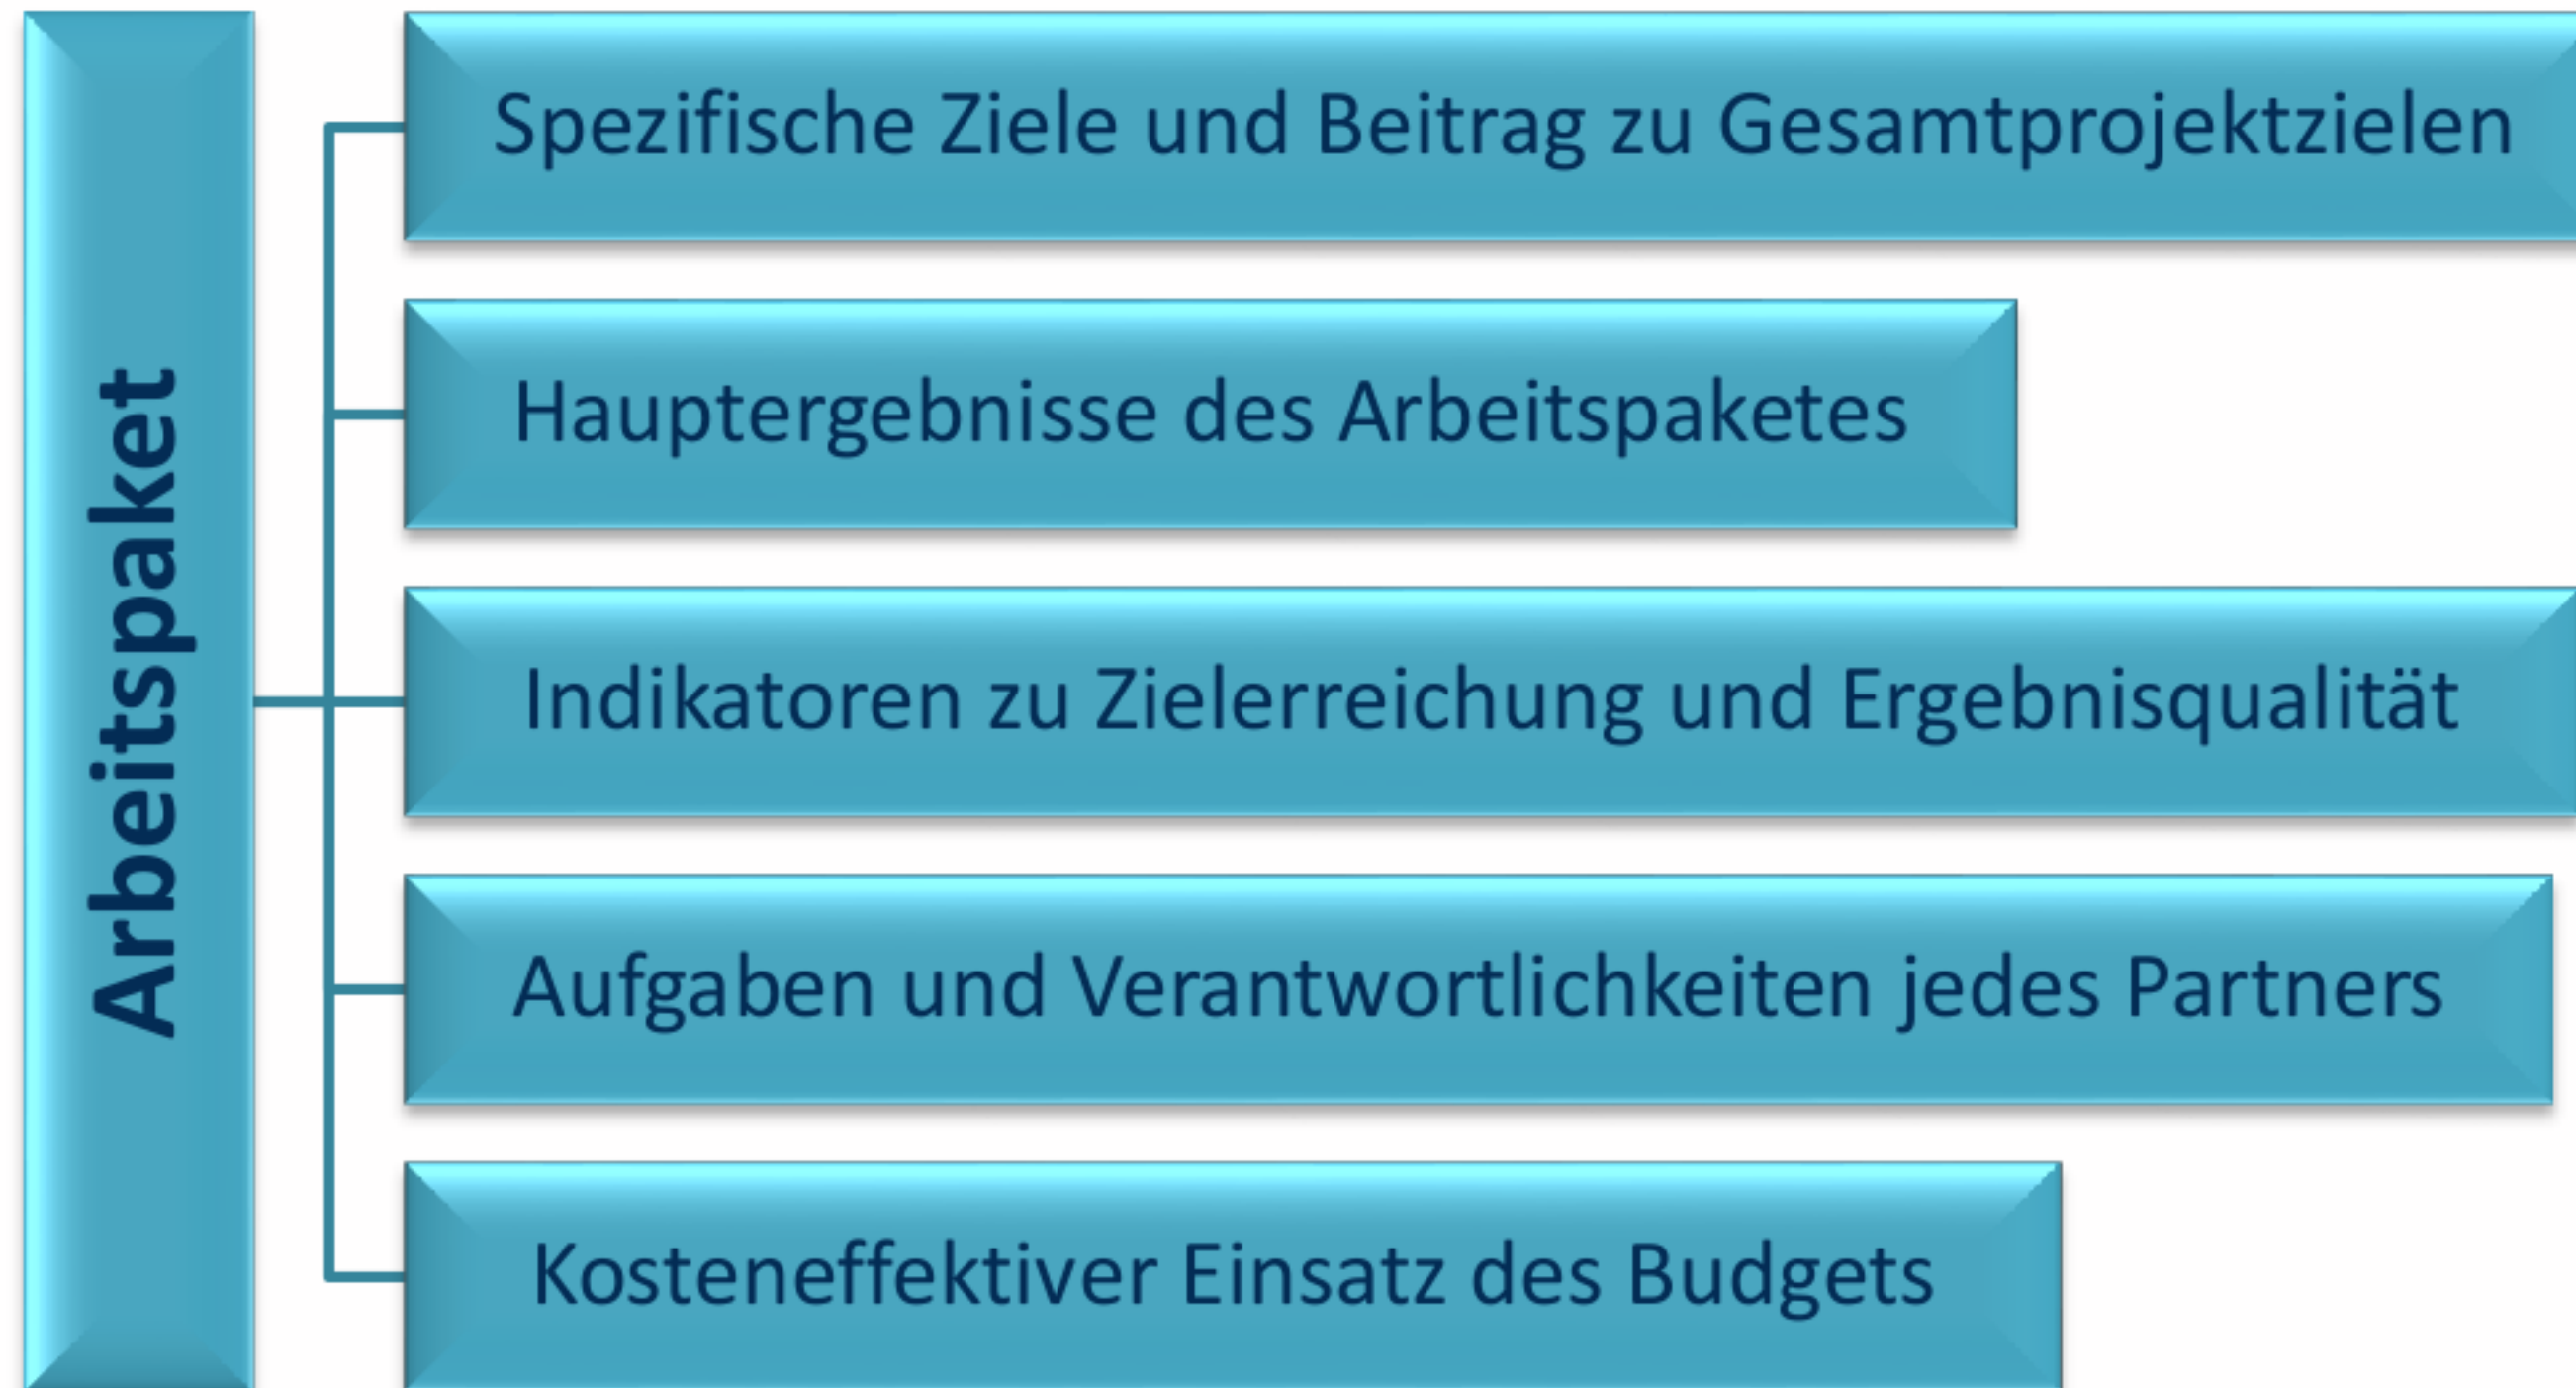 Arbeitspaket
Spezifische Ziele und Beitrag zu Gesamtprojektzielen
Hauptergebnisse des Arbeitspaketes
Indikatoren zu Zielerreichung und Ergebnisqualität
Aufgaben und Verantwortlichkeiten jedes Partners
Kosteneffektiver Einsatz des Budgets